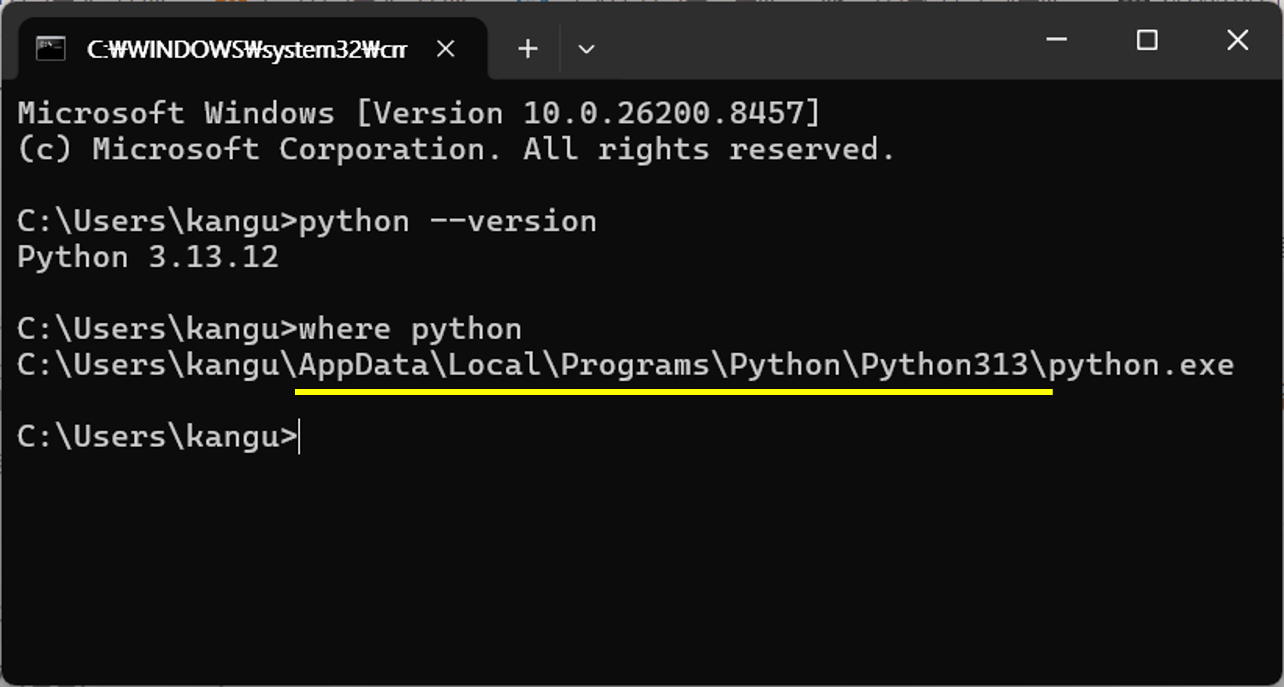 C:₩WINDOWS₩system32₩cm
Microsoft Windows [Version 10.0.26200.8457]
(c) Microsoft Corporation. All rights reserved.
C:\Users\kangu>python --version
Python 3.13.12
C:\Users\kangu>where python
C:\Users\kangu\AppData\Local\Programs\Python\Python313\python.exe
C:\Users\kangu>